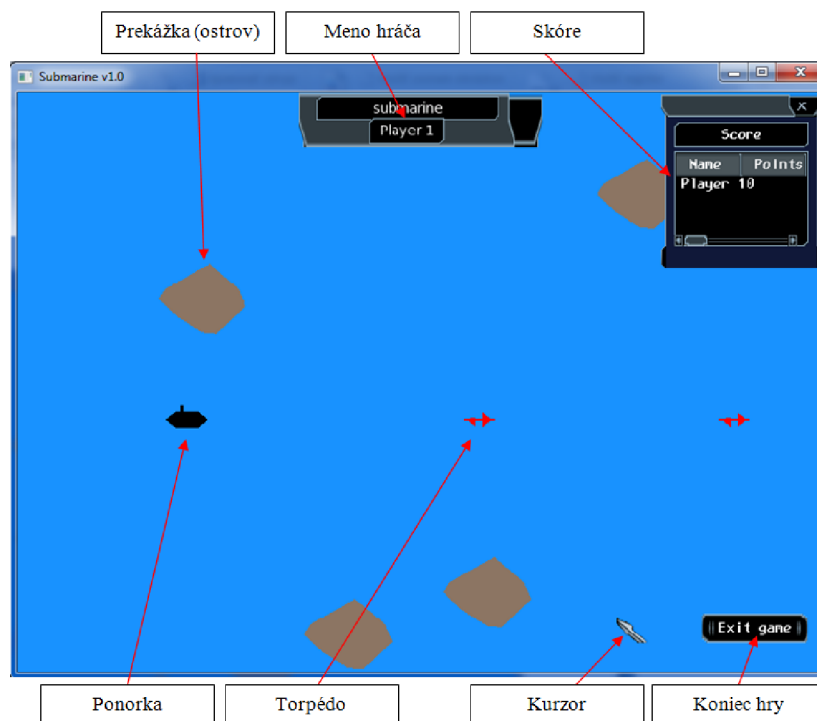 Prekážka (ostrov)
Meno hráča
Skóre
Submarine v1.0
submarine
Player 1
Score
Name Points
Player 10
Exit game
Ponorka
Torpédo
Kurzor
Koniec hry